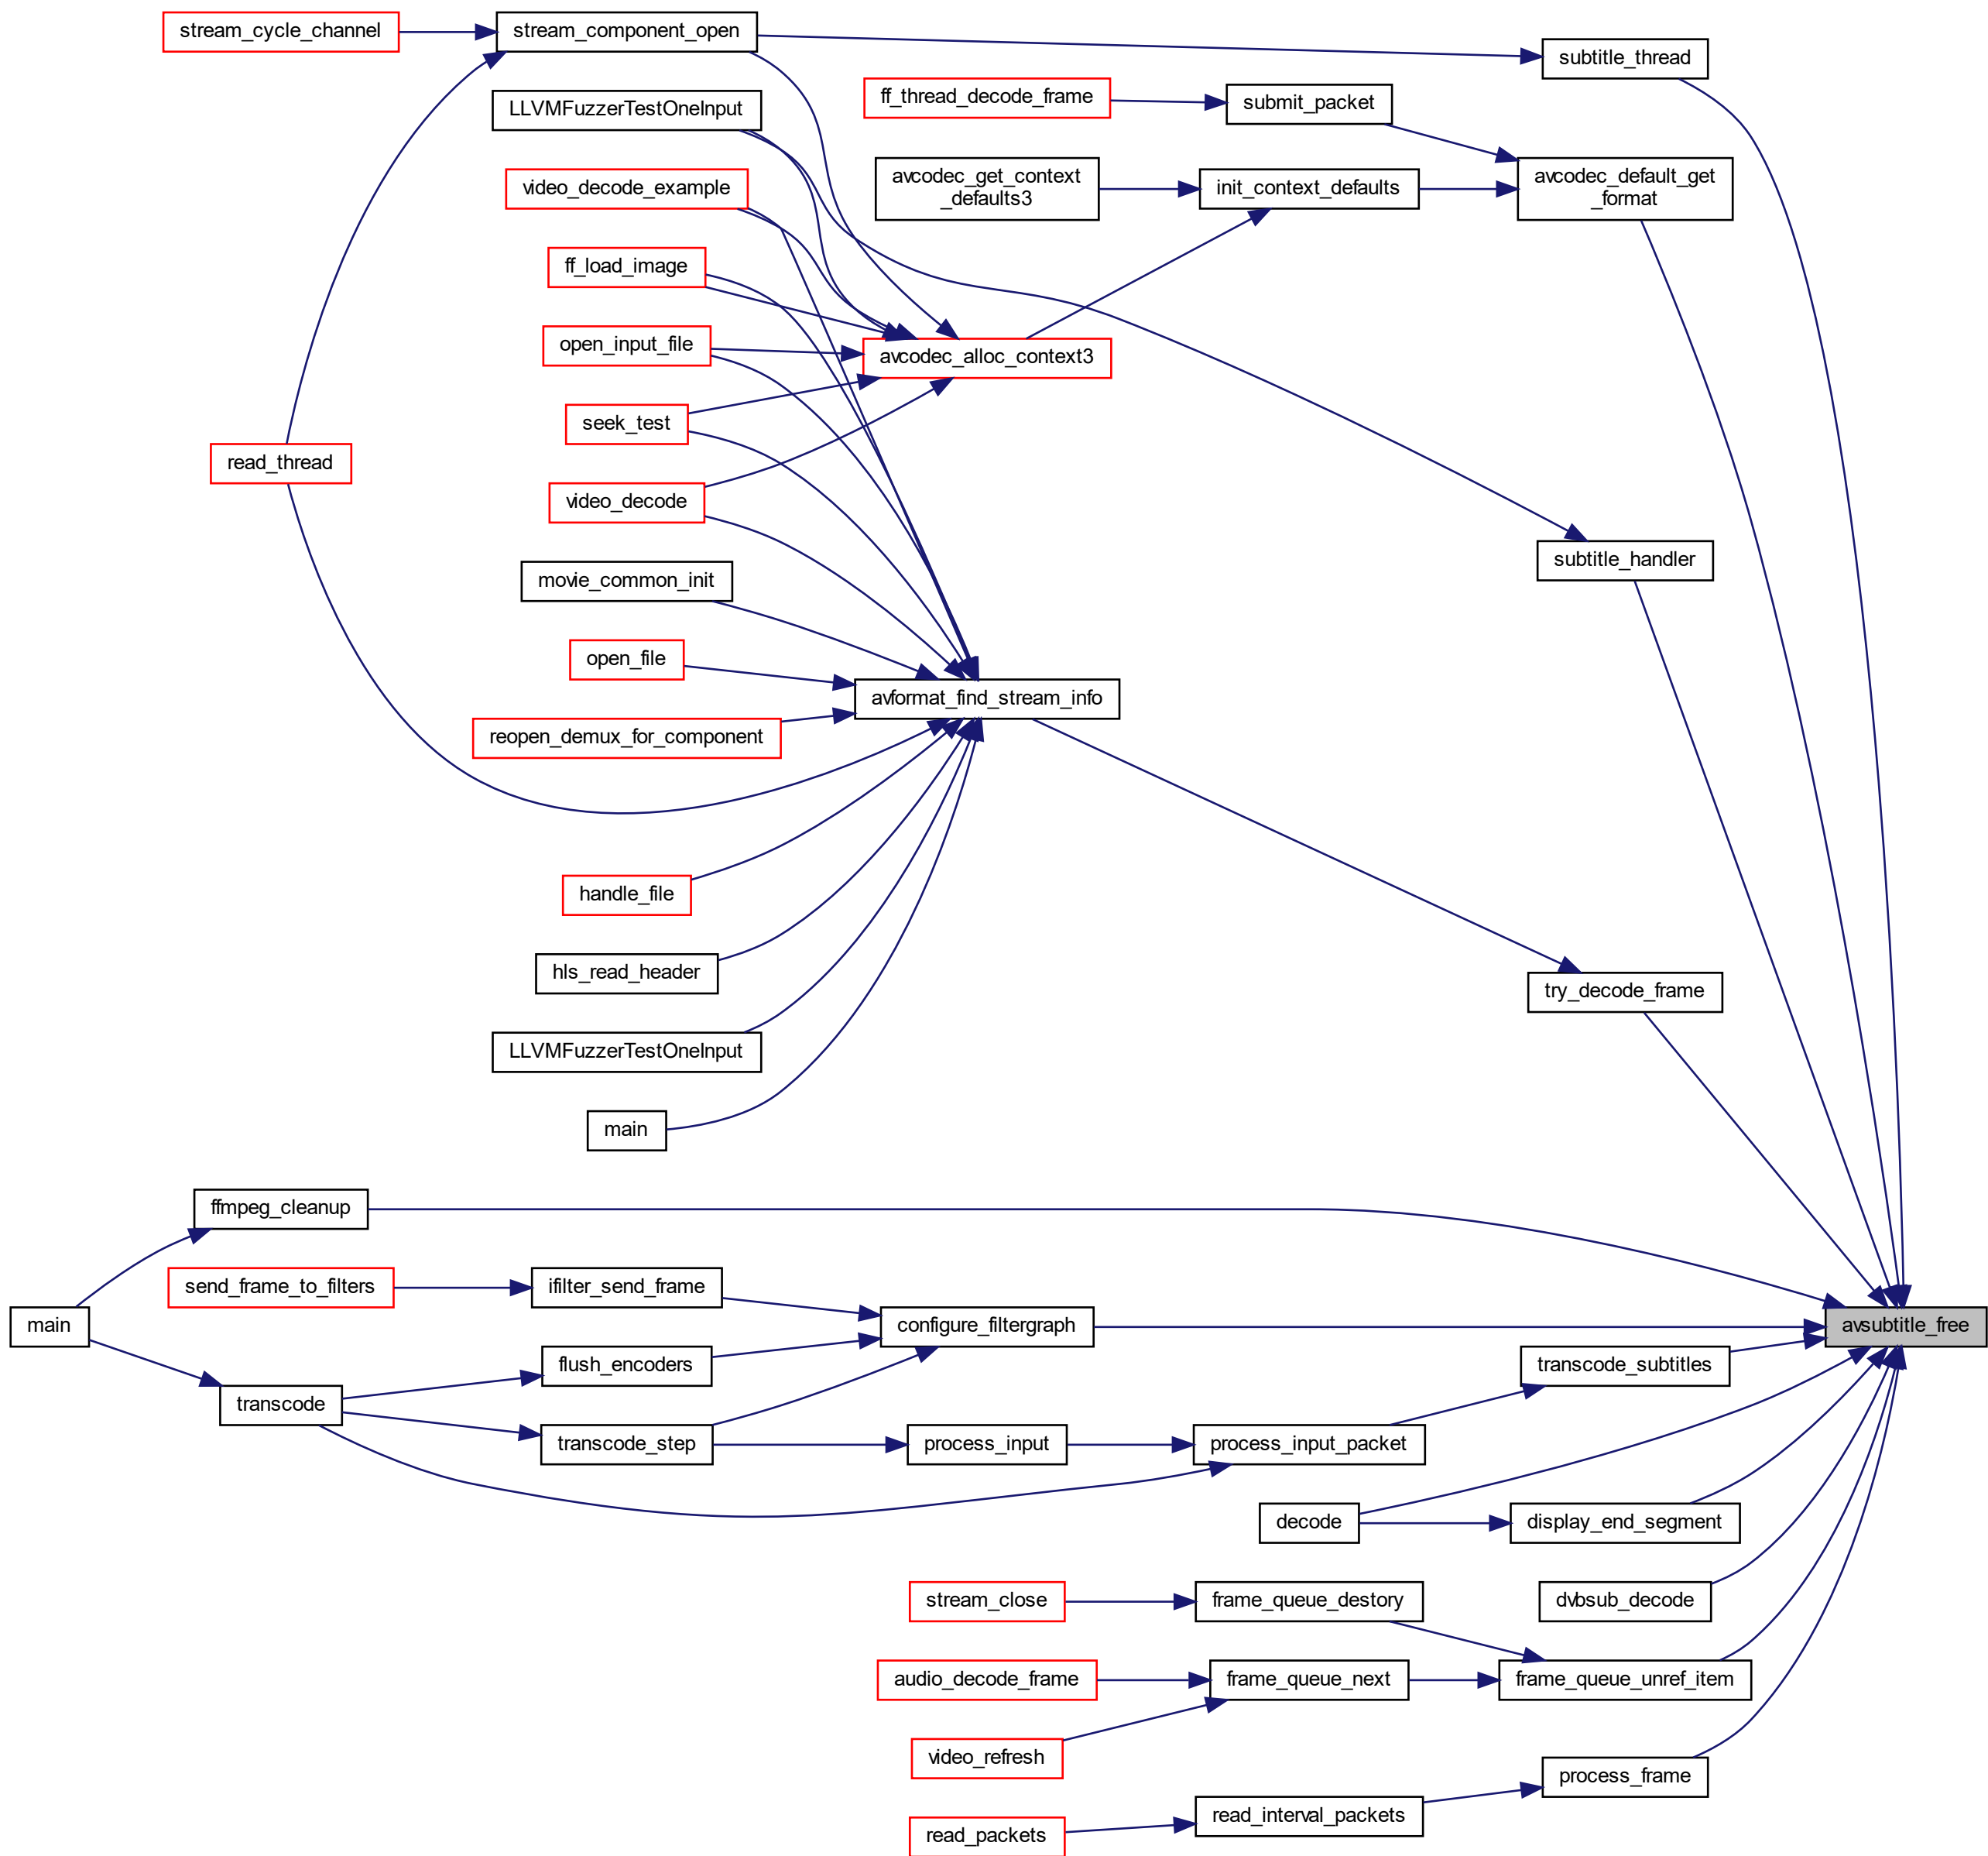 stream_cycle_channel
stream_component_open
subtitle_thread
LLVMFuzzerTestOneInput
ff_thread_decode_frame
submit_packet
video_decode_example
avcodec_get_context
_defaults3
init_context_defaults
avcodec_default_get
_format
ff_load_image
open_input_file
avcodec_alloc_context3
seek_test
read_thread
video_decode
movie_common_init
subtitle_handler
open_file
avformat_find_stream_info
reopen_demux_for_component
handle_file
hls_read_header
try_decode_frame
LLVMFuzzerTestOneInput
main
ffmpeg_cleanup
send_frame_to_filters
ifilter_send_frame
main
configure_filtergraph
avsubtitle_free
flush_encoders
transcode_subtitles
transcode
transcode_step
process_input
process_input_packet
decode
display_end_segment
stream_close
frame_queue_destory
dvbsub_decode
audio_decode_frame
frame_queue_next
frame_queue_unref_item
video_refresh
process_frame
read_packets
read_interval_packets